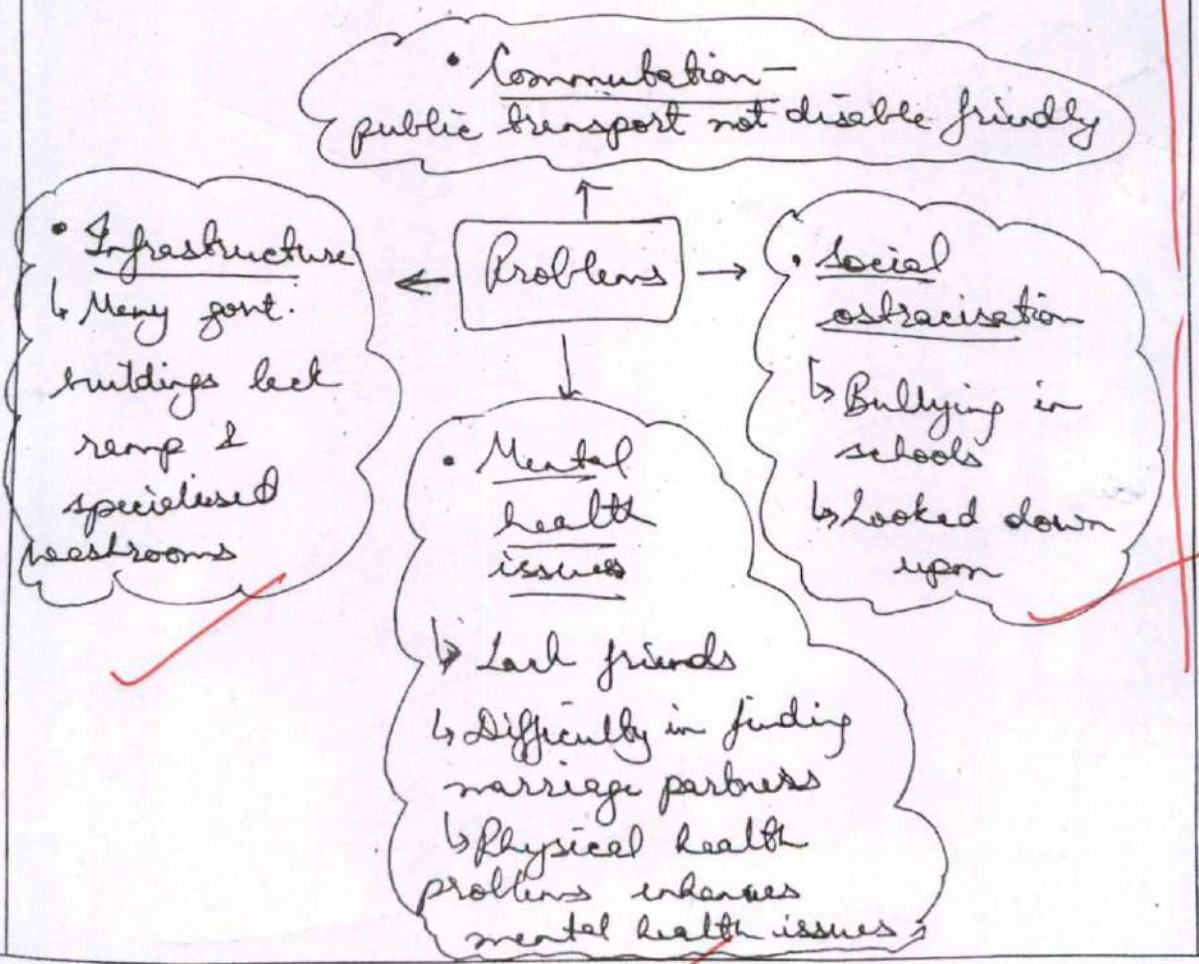 • Commutation –
public transport not disable friendly
Problems
• Infrastructure
↳ Many govt.
buildings lack
ramp &
specialised
washrooms
• Social
ostracisation
↳ Bullying in
schools
↳ Looked down
upon
• Mental
health
issues
↳ Lack friends
↳ Difficulty in finding
marriage partners
↳ Physical health
problems enhances
mental health issues